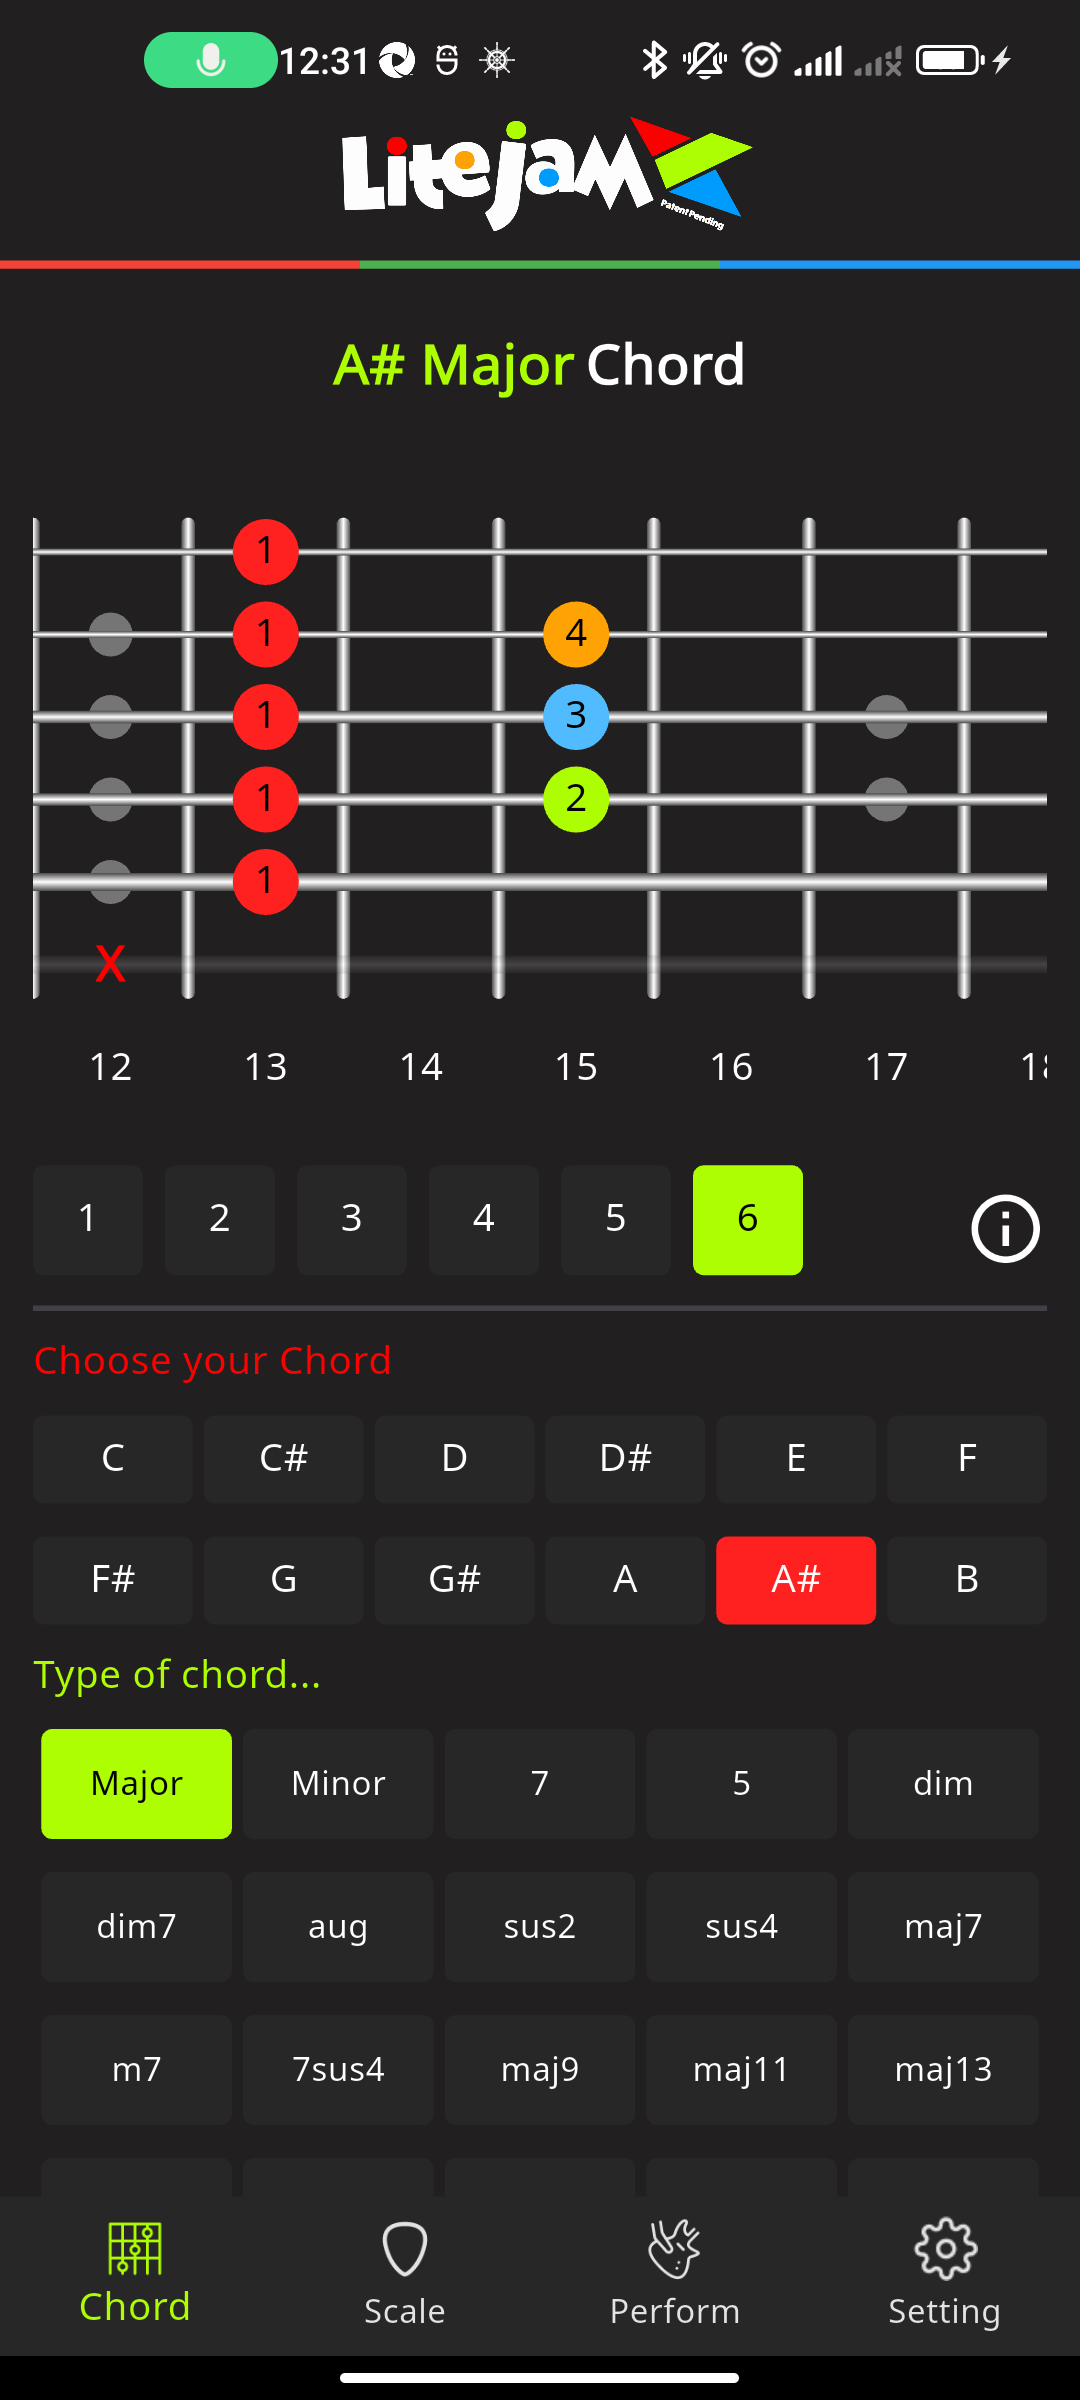 12:31
Litejam
Patent Pending
A# Major Chord
1
1 4
1 3
1 2
1
X
12 13 14 15 16 17
1 2 3 4 5 6
Choose your Chord
C C# D D# E F
F# G G# A A# B
Type of chord...
Major Minor 7 5 dim
dim7 aug sus2 sus4 maj7
m7 7sus4 maj9 maj11 maj13
Chord Scale Perform Setting